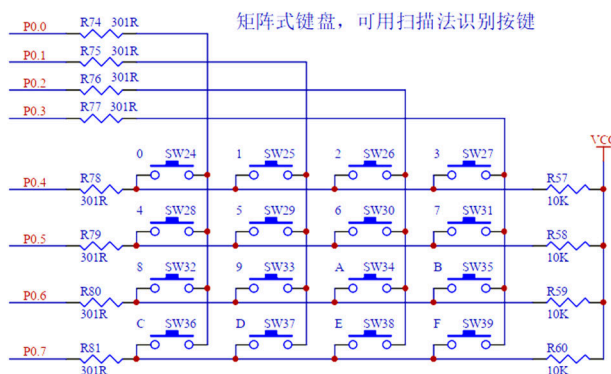 矩阵式键盘，可用扫描法识别按键
P0.0 R74 301R
P0.1 R75 301R
P0.2 R76 301R
P0.3 R77 301R
VCC
0 SW24 1 SW25 2 SW26 3 SW27
P0.4 R78 R57
301R 10K
4 SW28 5 SW29 6 SW30 7 SW31
P0.5 R79 R58
301R 10K
8 SW32 9 SW33 A SW34 B SW35
P0.6 R80 R59
301R 10K
C SW36 D SW37 E SW38 F SW39
P0.7 R81 R60
301R 10K